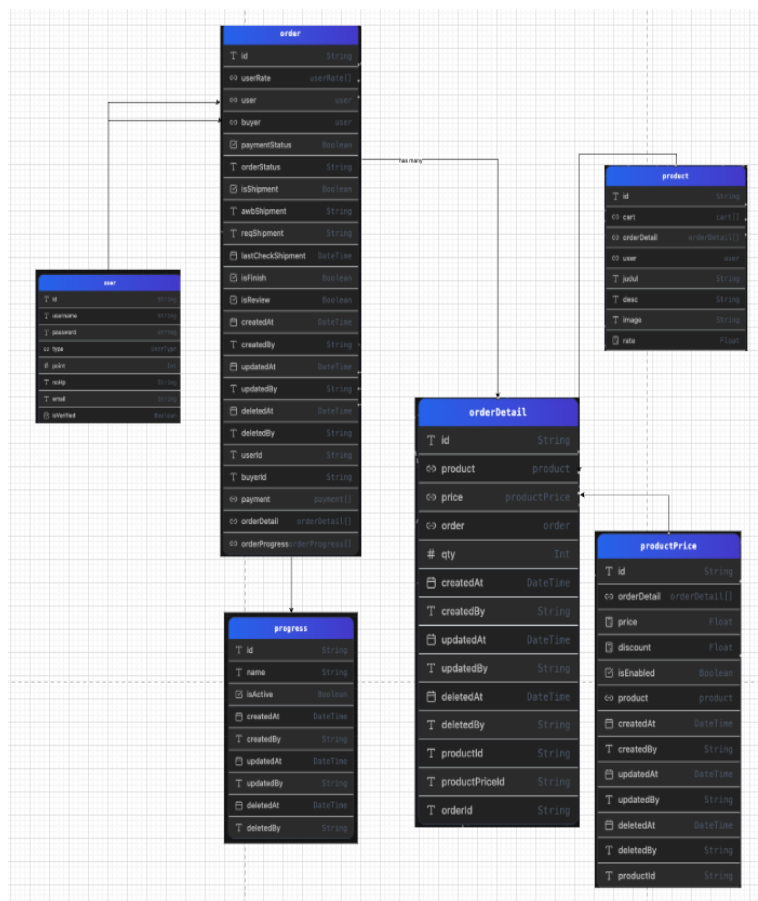 order
id String
userRate userRate[]
user user
buyer user
paymentStatus Boolean
orderStatus String
isShipment Boolean
awbShipment String
reqShipment String
lastCheckShipment DateTime
isFinish Boolean
isReview Boolean
createdAt DateTime
createdBy String
updatedAt DateTime
updatedBy String
deletedAt DateTime
deletedBy String
userId String
buyerId String
payment payment[]
orderDetail orderDetail[]
orderProgress orderProgress[]
has many
product
id String
cart cart[]
orderDetail orderDetail[]
user user
judul String
desc String
image String
rate Float
user
id String
username String
password String
type userType
point Int
noHp String
email String
isVerified Boolean
orderDetail
id String
product product
price productPrice
order order
# qty Int
createdAt DateTime
createdBy String
updatedAt DateTime
updatedBy String
deletedAt DateTime
deletedBy String
productId String
productPriceId String
orderId String
productPrice
id String
orderDetail orderDetail[]
price Float
discount Float
isEnabled Boolean
product product
createdAt DateTime
createdBy String
updatedAt DateTime
updatedBy String
deletedAt DateTime
deletedBy String
productId String
progress
id String
name String
isActive Boolean
createdAt DateTime
createdBy String
updatedAt DateTime
updatedBy String
deletedAt DateTime
deletedBy String